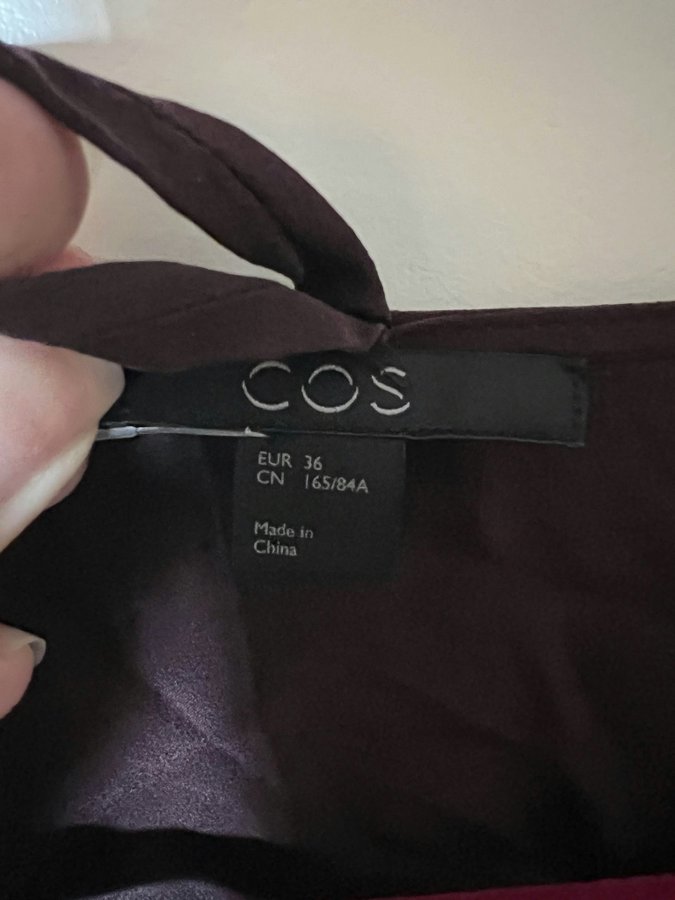 COS
EUR 36
CN 165/84A
Made in
China